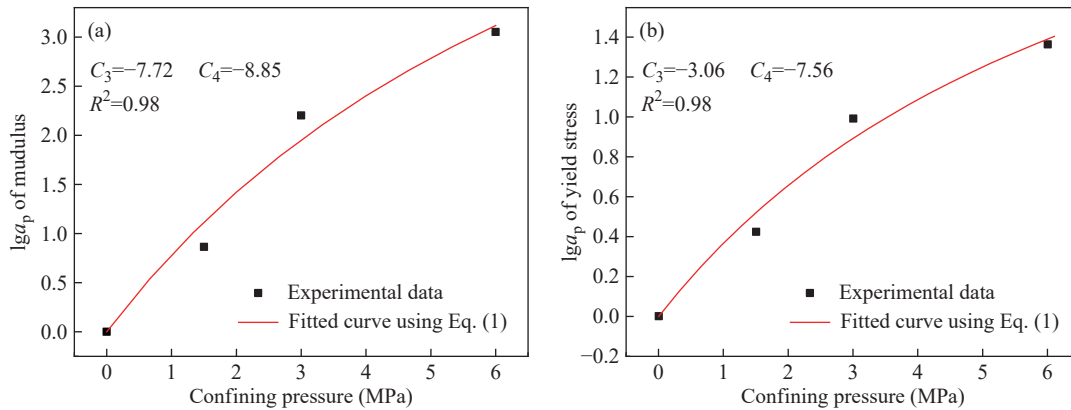 (a)
C3=−7.72 C4=−8.85
R2=0.98
3.0
2.5
2.0
1.5
1.0
0.5
0.0
lgap of mudulus
Experimental data
Fitted curve using Eq. (1)
0 1 2 3 4 5 6
Confining pressure (MPa)
(b)
C3=−3.06 C4=−7.56
R2=0.98
1.4
1.2
1.0
0.8
0.6
0.4
0.2
0.0
−0.2
lgap of yield stress
Experimental data
Fitted curve using Eq. (1)
0 1 2 3 4 5 6
Confining pressure (MPa)